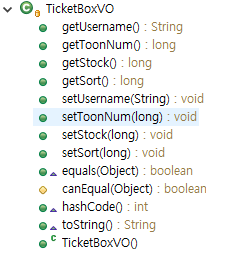 TicketBoxVO
getUsername() : String
getToonNum() : long
getStock() : long
getSort() : long
setUsername(String) : void
setToonNum(long) : void
setStock(long) : void
setSort(long) : void
equals(Object) : boolean
canEqual(Object) : boolean
hashCode() : int
toString() : String
TicketBoxVO()